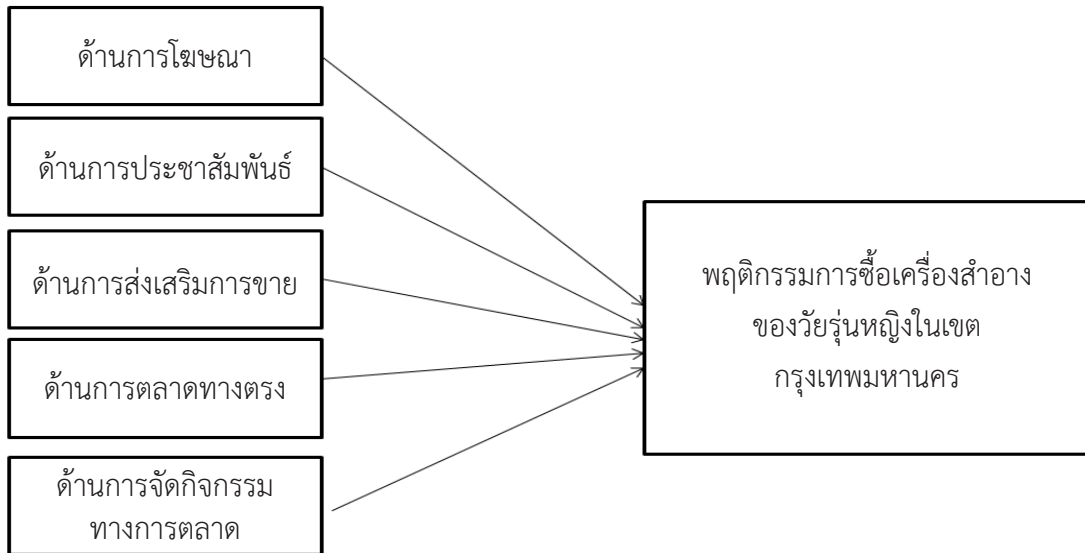 ด้านการโฆษณา
ด้านการประชาสัมพันธ์
ด้านการส่งเสริมการขาย
ด้านการตลาดทางตรง
ด้านการจัดกิจกรรม
ทางการตลาด
พฤติกรรมการซื้อเครื่องสำอาง
ของวัยรุ่นหญิงในเขต
กรุงเทพมหานคร